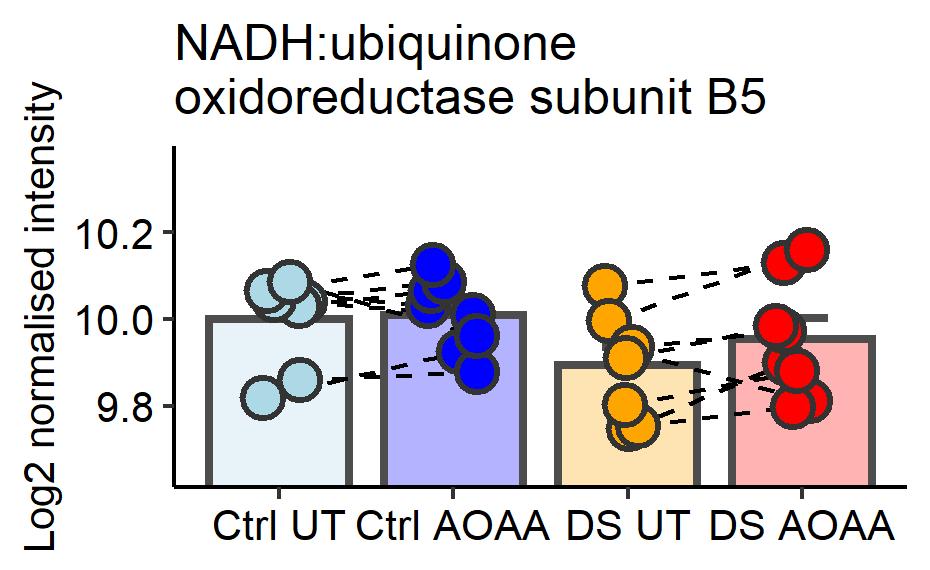 NADH:ubiquinone
oxidoreductase subunit B5
Log2 normalised intensity
10.2
10.0
9.8
Ctrl UT Ctrl AOAA DS UT DS AOAA